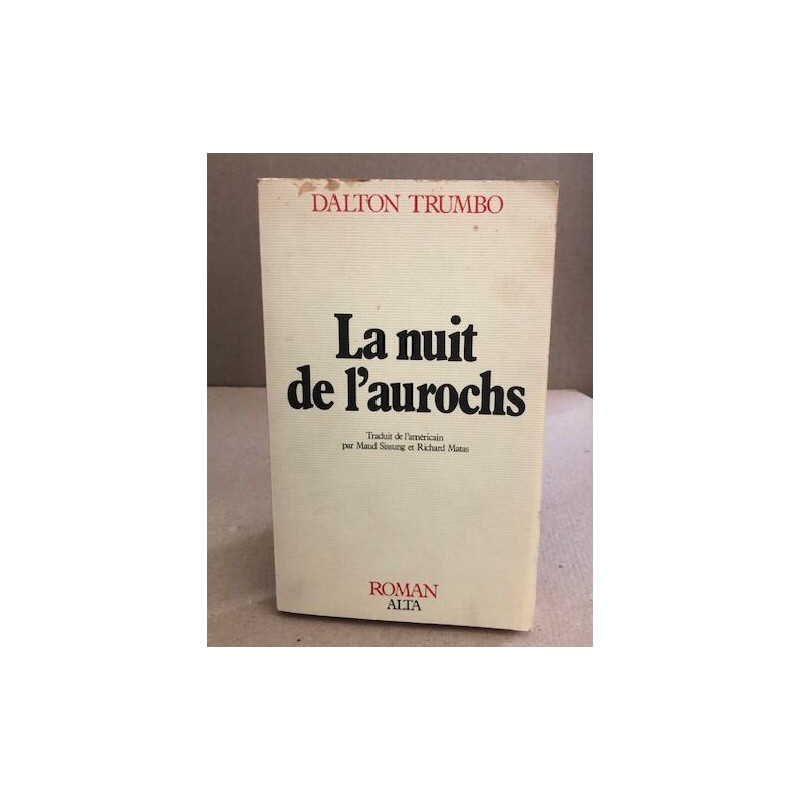 DALTON TRUMBO
La nuit
de l'aurochs
Traduit de l'américain
par Maud Sissung et Richard Matas
ROMAN
ALTA